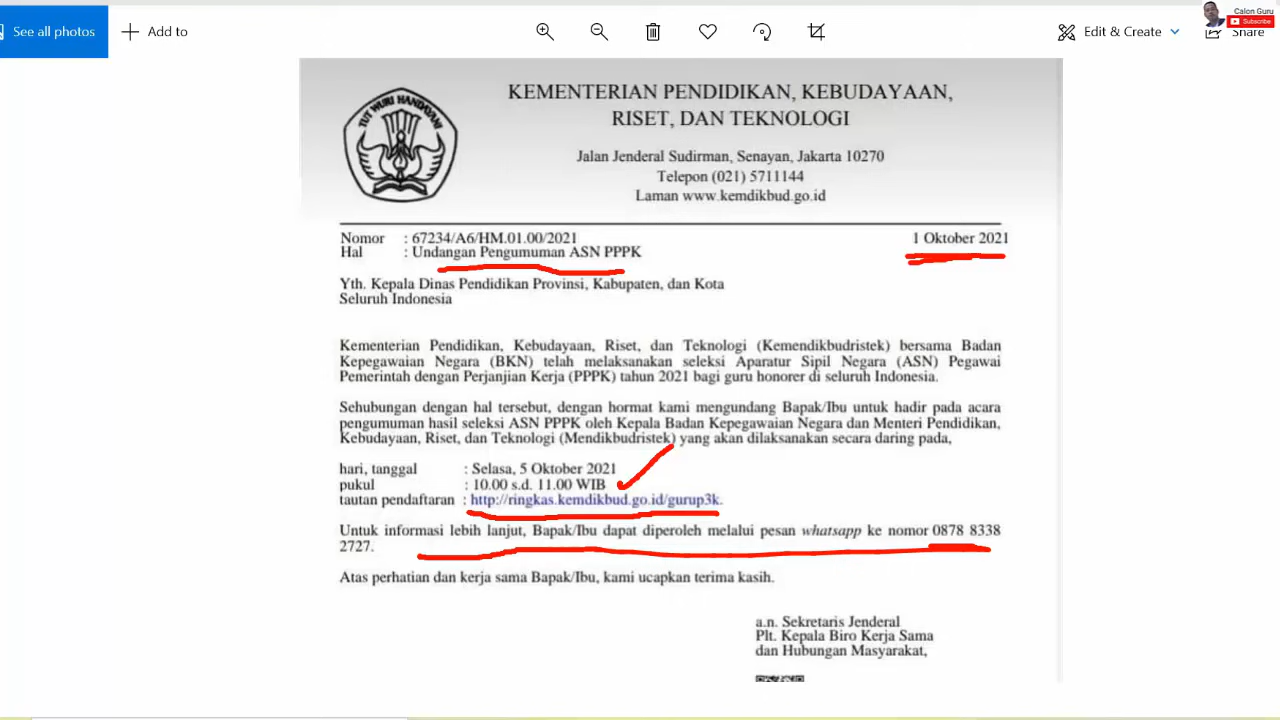 See all photos
Add to
Edit & Create
Share
Calon Guru
Subscribe
TUT WURI HANDAYANI
KEMENTERIAN PENDIDIKAN, KEBUDAYAAN,
RISET, DAN TEKNOLOGI
Jalan Jenderal Sudirman, Senayan, Jakarta 10270
Telepon (021) 5711144
Laman www.kemdikbud.go.id
Nomor : 67234/A6/HM.01.00/2021 1 Oktober 2021
Hal : Undangan Pengumuman ASN PPPK
Yth. Kepala Dinas Pendidikan Provinsi, Kabupaten, dan Kota
Seluruh Indonesia
Kementerian Pendidikan, Kebudayaan, Riset, dan Teknologi (Kemendikbudristek) bersama Badan
Kepegawaian Negara (BKN) telah melaksanakan seleksi Aparatur Sipil Negara (ASN) Pegawai
Pemerintah dengan Perjanjian Kerja (PPPK) tahun 2021 bagi guru honorer di seluruh Indonesia.
Sehubungan dengan hal tersebut, dengan hormat kami mengundang Bapak/Ibu untuk hadir pada acara
pengumuman hasil seleksi ASN PPPK oleh Kepala Badan Kepegawaian Negara dan Menteri Pendidikan,
Kebudayaan, Riset, dan Teknologi (Mendikbudristek) yang akan dilaksanakan secara daring pada,
hari, tanggal : Selasa, 5 Oktober 2021
pukul : 10.00 s.d. 11.00 WIB
tautan pendaftaran : http://ringkas.kemdikbud.go.id/gurup3k.
Untuk informasi lebih lanjut, Bapak/Ibu dapat diperoleh melalui pesan whatsapp ke nomor 0878 8338
2727.
Atas perhatian dan kerja sama Bapak/Ibu, kami ucapkan terima kasih.
a.n. Sekretaris Jenderal
Plt. Kepala Biro Kerja Sama
dan Hubungan Masyarakat,